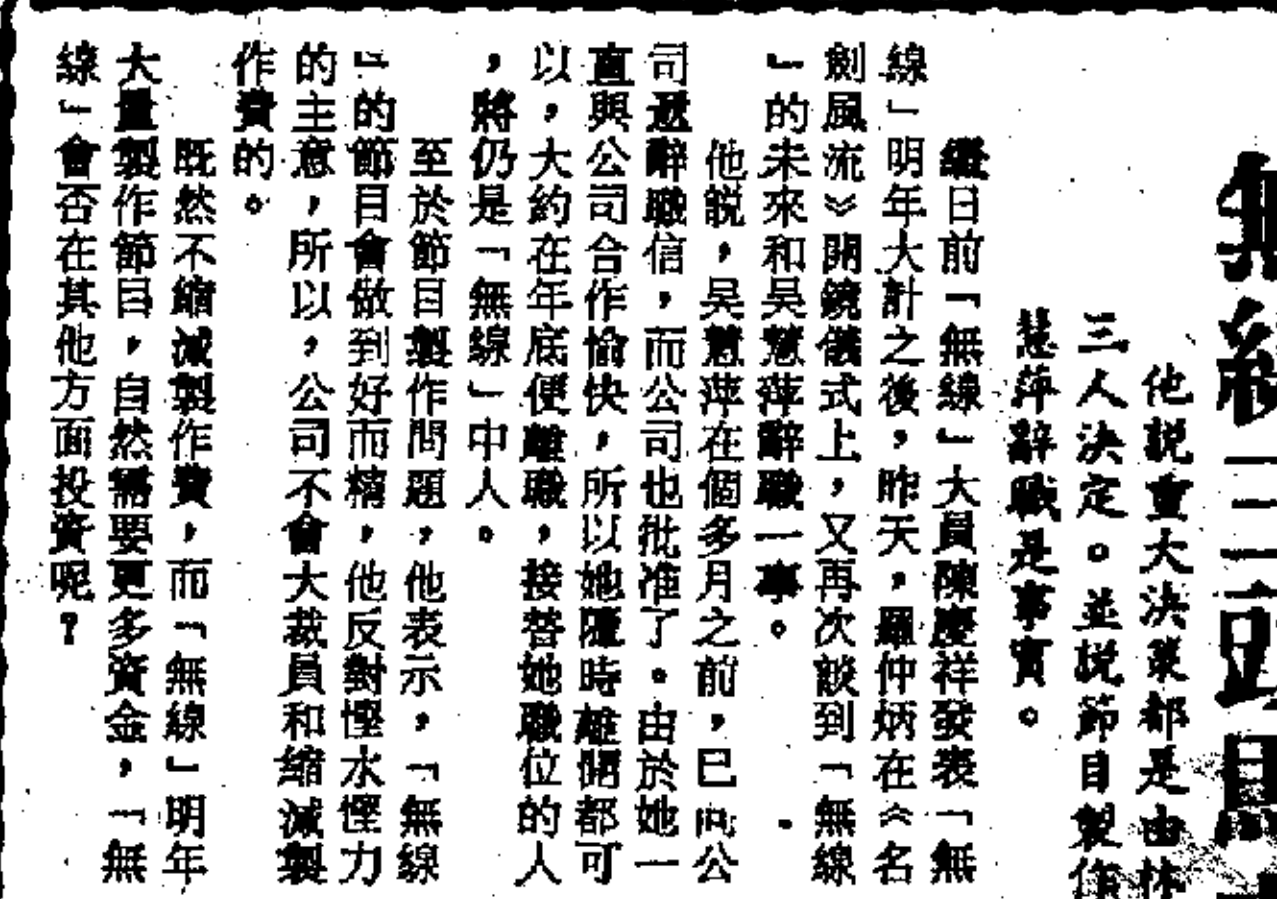 無綫三
他説重大決策都是由林
三人決定。並説節目製作
慧萍辭職是事實。
繼日前「無線」大員陳慶祥發表「無
線」明年大計之後，昨天，羅仲炳在《名
劍風流》開鏡儀式上，又再次談到「無線
」的未來和吳慧萍辭職一事。
他説，吳慧萍在個多月之前，已向公
司遞辭職信，而公司也批准了。由於她一
直與公司合作愉快，所以她隨時離開都可
以，大約在年底便離職，接替她職位的人
，將仍是「無線」中人。
至於節目製作問題，他表示，「無線
」的節目會做到好而精，他反對慳水慳力
的主意，所以，公司不會大裁員和縮減製
作費的。
既然不縮減製作費，而「無線」明年
大量製作節目，自然需要更多資金，「無
線」會否在其他方面投資呢？